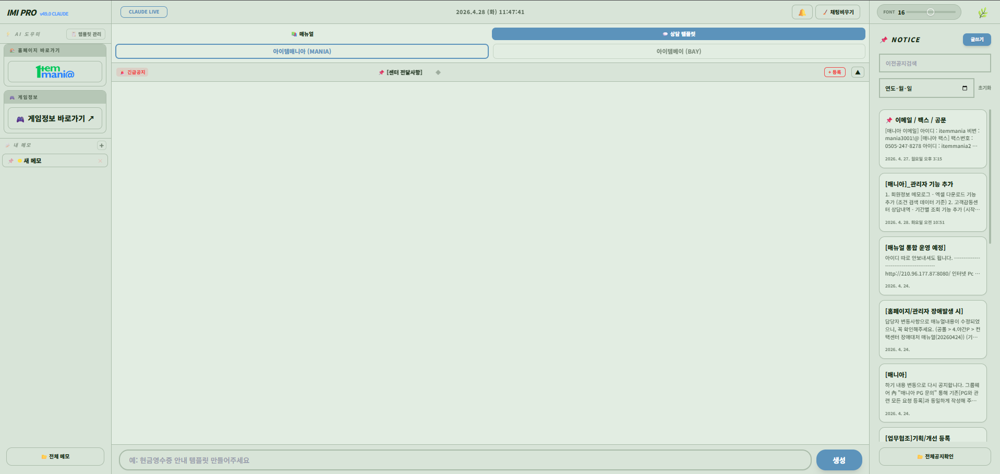 IMI PRO v49.0 CLAUDE
AI 도우미
템플릿 관리
홈페이지 바로가기
Item
mani@
게임정보
게임정보 바로가기 ↗
내 메모
+
새 메모
×
전체 메모
CLAUDE LIVE
2026.4.28 (화) 11:47:41
채팅비우기
매뉴얼
상담 템플릿
아이템매니아 (MANIA)
아이템베이 (BAY)
긴급공지
[센터 전달사항]
+ 등록
▲
예: 현금영수증 안내 템플릿 만들어주세요
생성
FONT 16
NOTICE
글쓰기
이전공지검색
연도-월-일
초기화
이메일 / 팩스 / 공문
[매니아 이메일] 아이디 : itemmania 비번 :
mania3001!@ [매니아 팩스] 팩스번호 :
0505-247-8278 아이디 : itemmania2 …
2026. 4. 27. 월요일 오후 3:15
[매니아]_관리자 기능 추가
1. 회원정보 메모로그 - 엑셀 다운로드 기능
추가 (조건 검색 데이터 기준) 2. 고객감동센
터 상담내역 - 기간별 조회 기능 추가 (시작…
2026. 4. 28. 화요일 오전 10:51
[매뉴얼 통합 운영 예정]
아이디 따로 안보내셔도 됩니다. --------------
---------------------------
http://210.96.177.87:8080/ 인터넷 Pc …
2026. 4. 24.
[홈페이지/관리자 장애발생 시]
담당자 변동사항으로 매뉴얼내용이 수정되었
으니, 꼭 확인해주세요. (공폴 > 4.야간P > 컨
택센터 장애대처 매뉴얼(20260424)) (기…
2026. 4. 24.
[매니아]
하기 내용 변동으로 다시 공지합니다. 그룹웨
어 內 "매니아 PG 문의" 통해 기존[PG와 관
련 모든 요청 등록]과 동일하게 작성해 주…
2026. 4. 24.
[업무협조]기획/개선 등록
전체공지확인